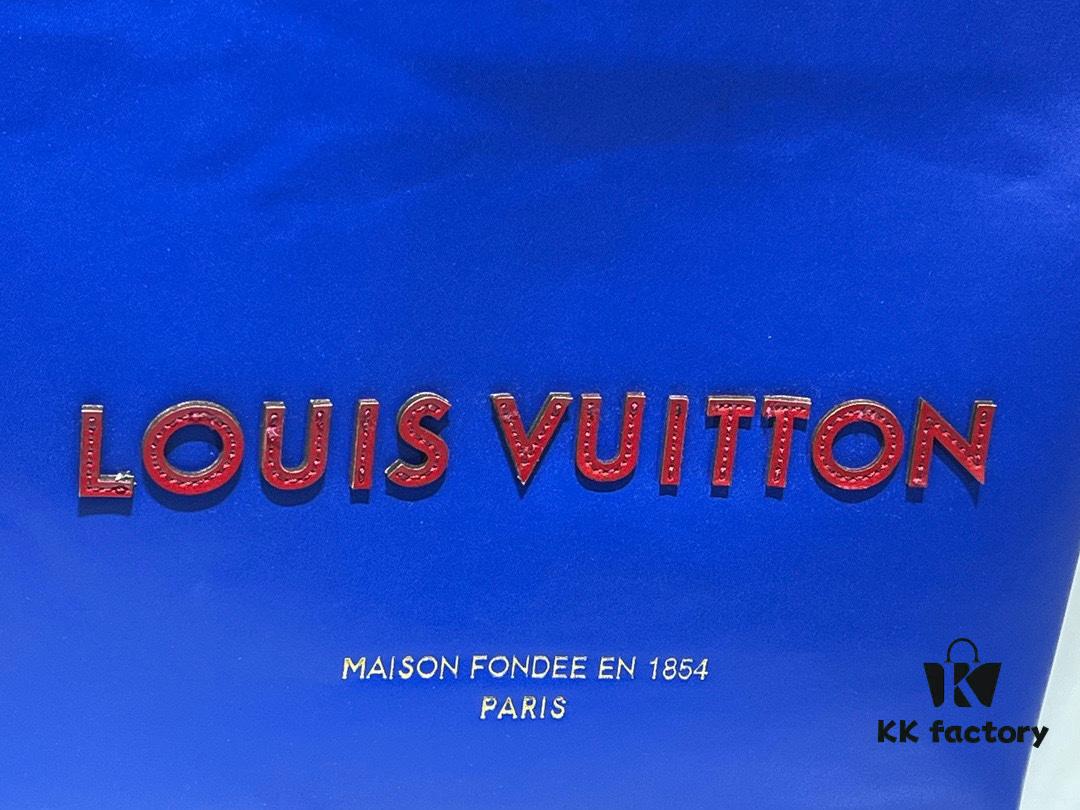 LOUIS VUITTON
MAISON FONDEE EN 1854
PARIS
K
KK factory